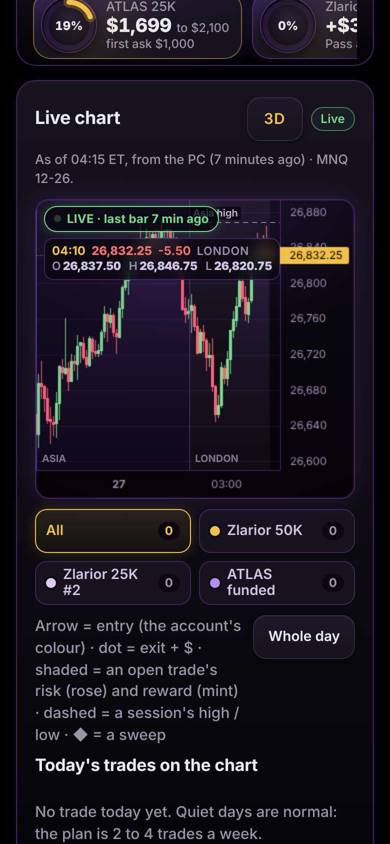 19%
ATLAS 25K
$1,699 to $2,100
first ask $1,000
0%
Zlario
+$3
Pass
Live chart
3D
Live
As of 04:15 ET, from the PC (7 minutes ago) · MNQ
12-26.
LIVE · last bar 7 min ago
high
26,880
04:10 26,832.25 -5.50 LONDON
O 26,837.50 H 26,846.75 L 26,820.75
26,840
26,832.25
26,800
26,760
26,720
26,680
26,640
26,600
ASIA
LONDON
27
03:00
All 0
Zlarior 50K 0
Zlarior 25K
#2
0
ATLAS
funded
0
Arrow = entry (the account's
colour) · dot = exit + $ ·
shaded = an open trade's
risk (rose) and reward (mint)
· dashed = a session's high /
low · ◆ = a sweep
Whole day
Today's trades on the chart
No trade today yet. Quiet days are normal:
the plan is 2 to 4 trades a week.